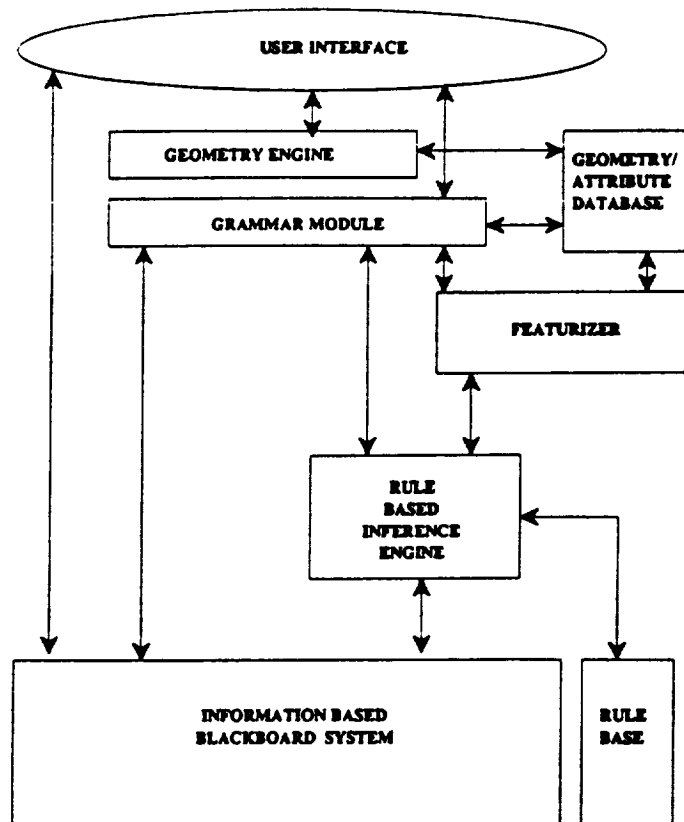 USER INTERFACE
GEOMETRY ENGINE
GEOMETRY/
ATTRIBUTE
DATABASE
GRAMMAR MODULE
FEATURIZER
RULE
BASED
INFERENCE
ENGINE
INFORMATION BASED
BLACKBOARD SYSTEM
RULE
BASE